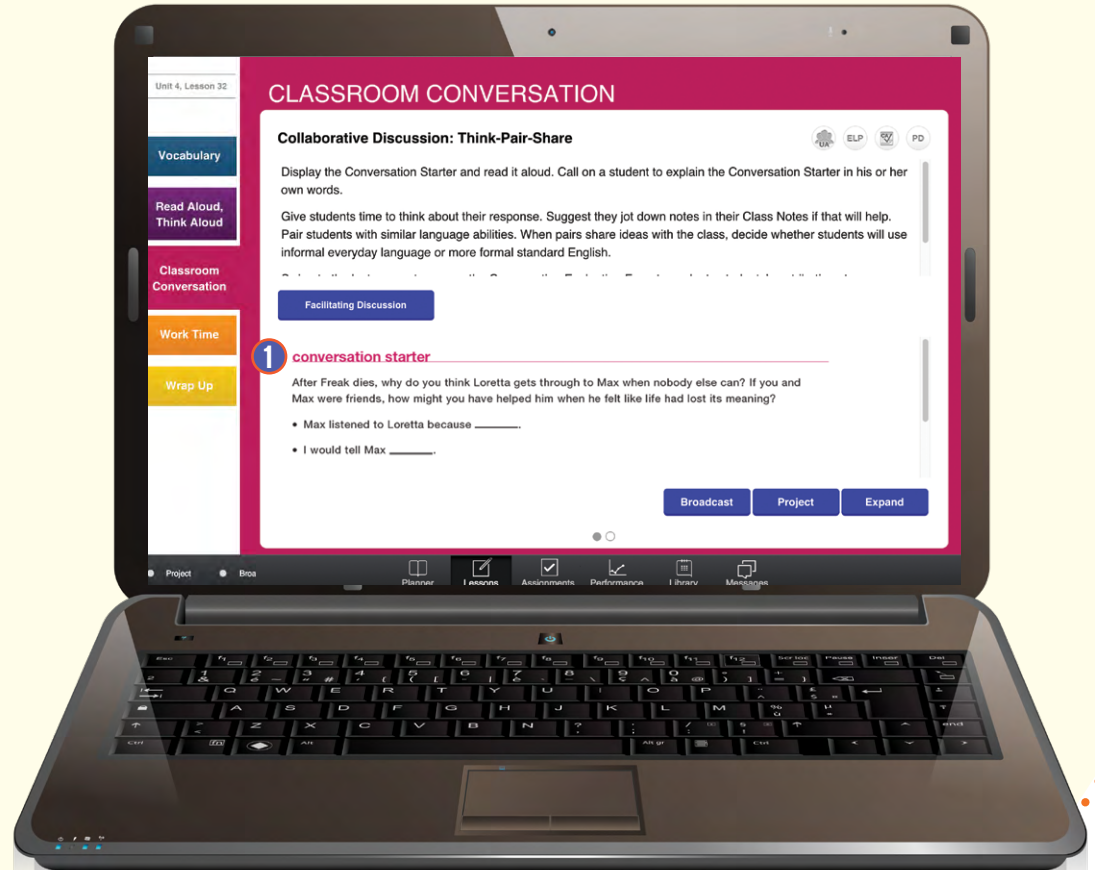 Unit 4, Lesson 32
CLASSROOM CONVERSATION
Vocabulary
Read Aloud,
Think Aloud
Classroom
Conversation
Work Time
Wrap Up
Collaborative Discussion: Think-Pair-Share
UA ELP PD
Display the Conversation Starter and read it aloud. Call on a student to explain the Conversation Starter in his or her
own words.
Give students time to think about their response. Suggest they jot down notes in their Class Notes if that will help.
Pair students with similar language abilities. When pairs share ideas with the class, decide whether students will use
informal everyday language or more formal standard English.
Facilitating Discussion
1 conversation starter
After Freak dies, why do you think Loretta gets through to Max when nobody else can? If you and
Max were friends, how might you have helped him when he felt like life had lost its meaning?
• Max listened to Loretta because ______.
• I would tell Max ______.
Broadcast Project Expand
Project Broa Planner Lessons Assignments Performance Library Messages
Q W E R T Y U I O P
A S D F G H J K L M
Z X C V B N
Ctrl fn Alt Alt gr Ctrl
end